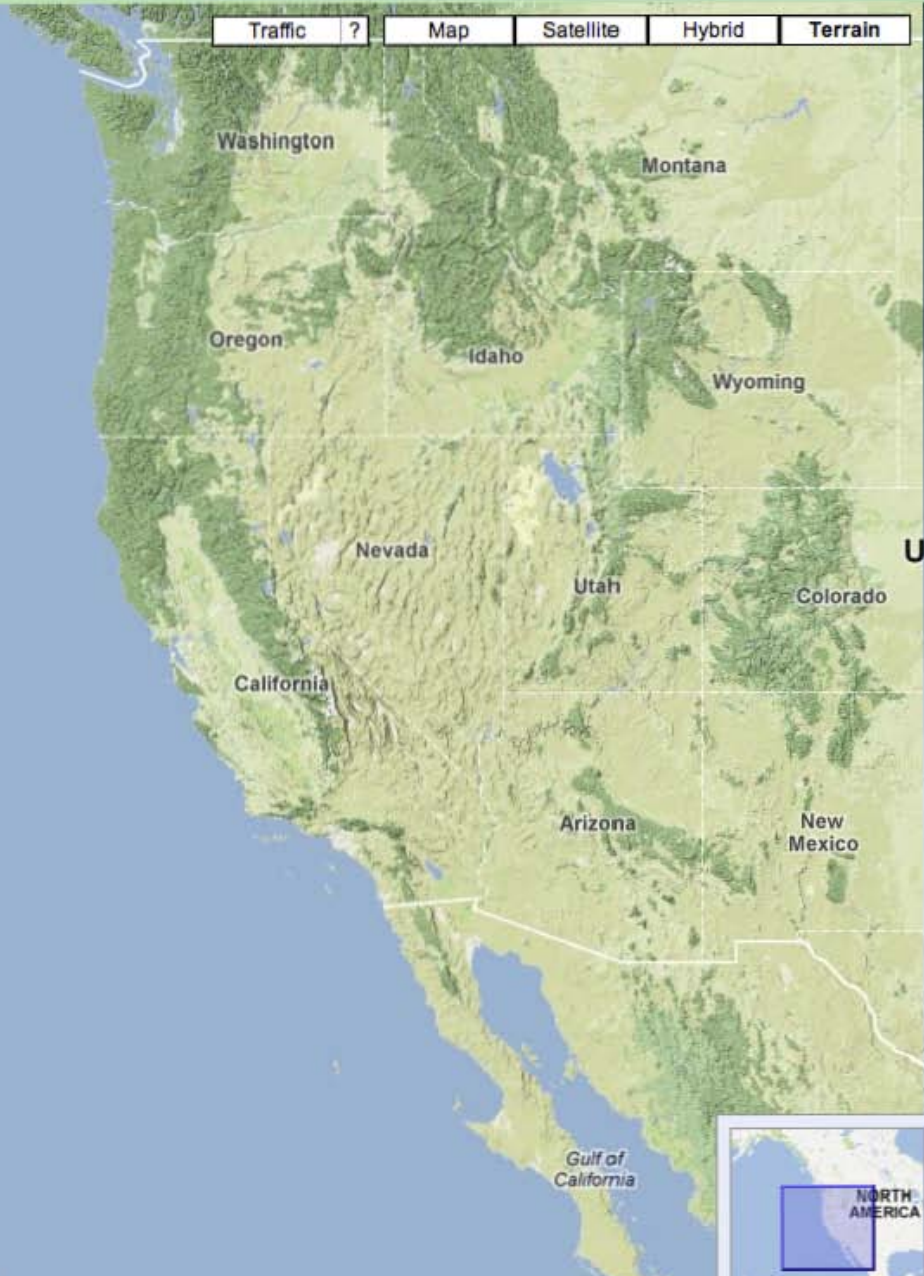 Traffic ? Map Satellite Hybrid Terrain
Washington
Montana
Oregon
Idaho
Wyoming
Nevada
U
Utah
Colorado
California
Arizona
New
Mexico
Gulf of
California
NORTH
AMERICA